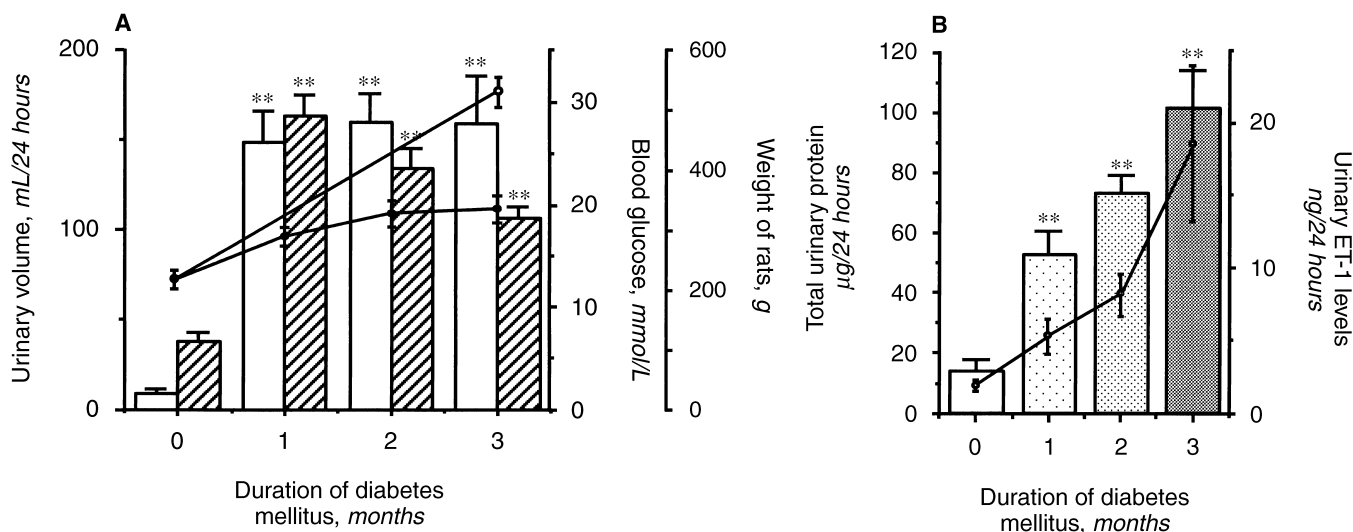 A
Urinary volume, mL/24 hours
200
100
0
**
**
**
**
**
**
30
20
10
0
Blood glucose, mmol/L
600
400
200
0
Weight of rats, g
0 1 2 3
Duration of diabetes
mellitus, months
B
Total urinary protein
µg/24 hours
120
100
80
60
40
20
0
**
**
**
20
10
0
Urinary ET-1 levels
ng/24 hours
0 1 2 3
Duration of diabetes
mellitus, months